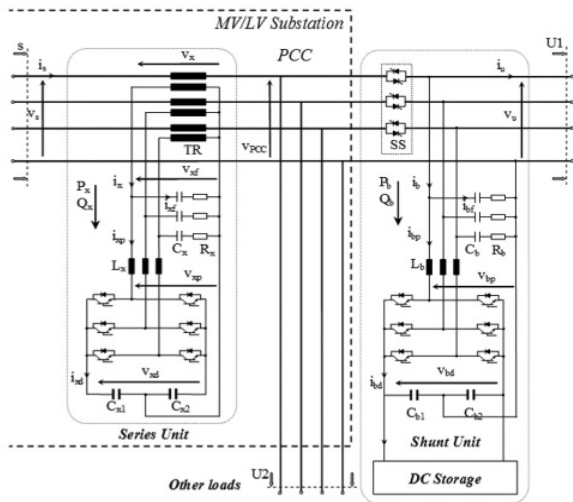 MV/LV Substation
s
v_x
PCC
U1
i_s
i_u
v_s
TR
v_PCC
SS
v_u
P_x
Q_x
i_x
v_xf
i_xf
i_xp
C_x
R_x
L_x
v_xp
P_b
Q_b
i_b
i_bf
i_bp
C_b
R_b
L_b
v_bp
i_xd
v_xd
C_x1
C_x2
i_bd
v_bd
C_b1
C_b2
Series Unit
Shunt Unit
Other loads
U2
DC Storage